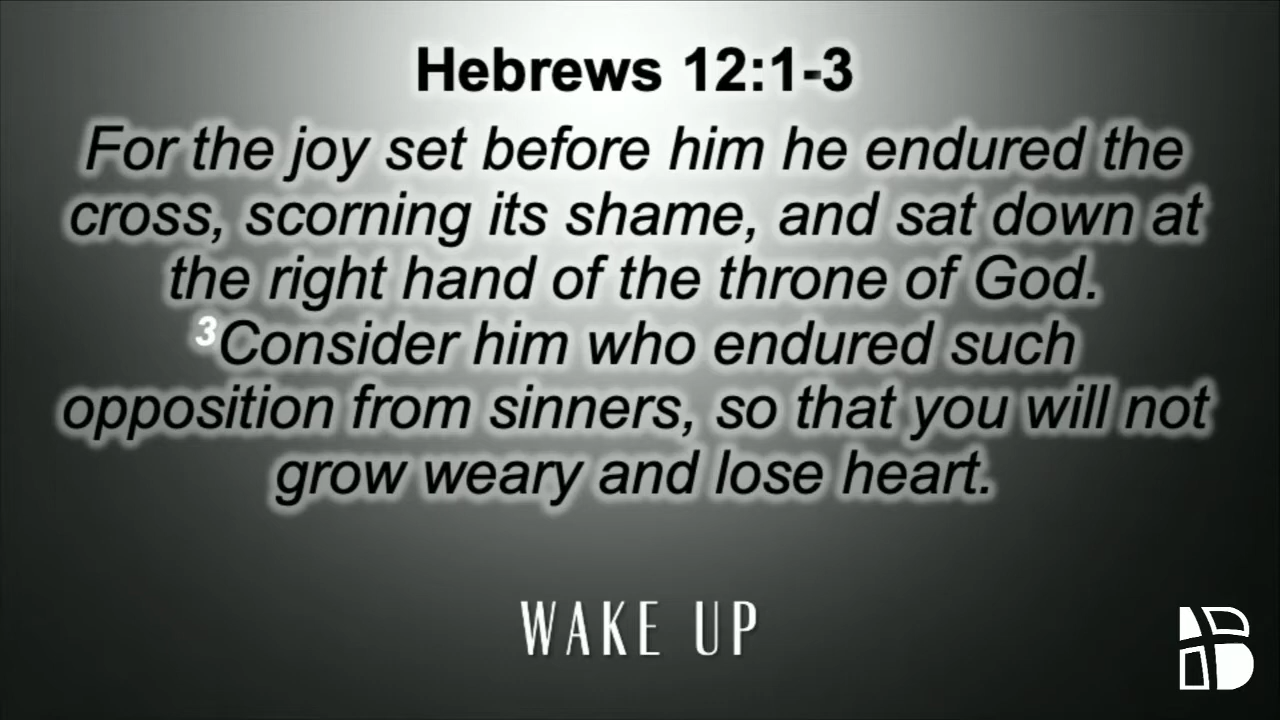 Hebrews 12:1-3
For the joy set before him he endured the
cross, scorning its shame, and sat down at
the right hand of the throne of God.
³Consider him who endured such
opposition from sinners, so that you will not
grow weary and lose heart.
WAKE UP